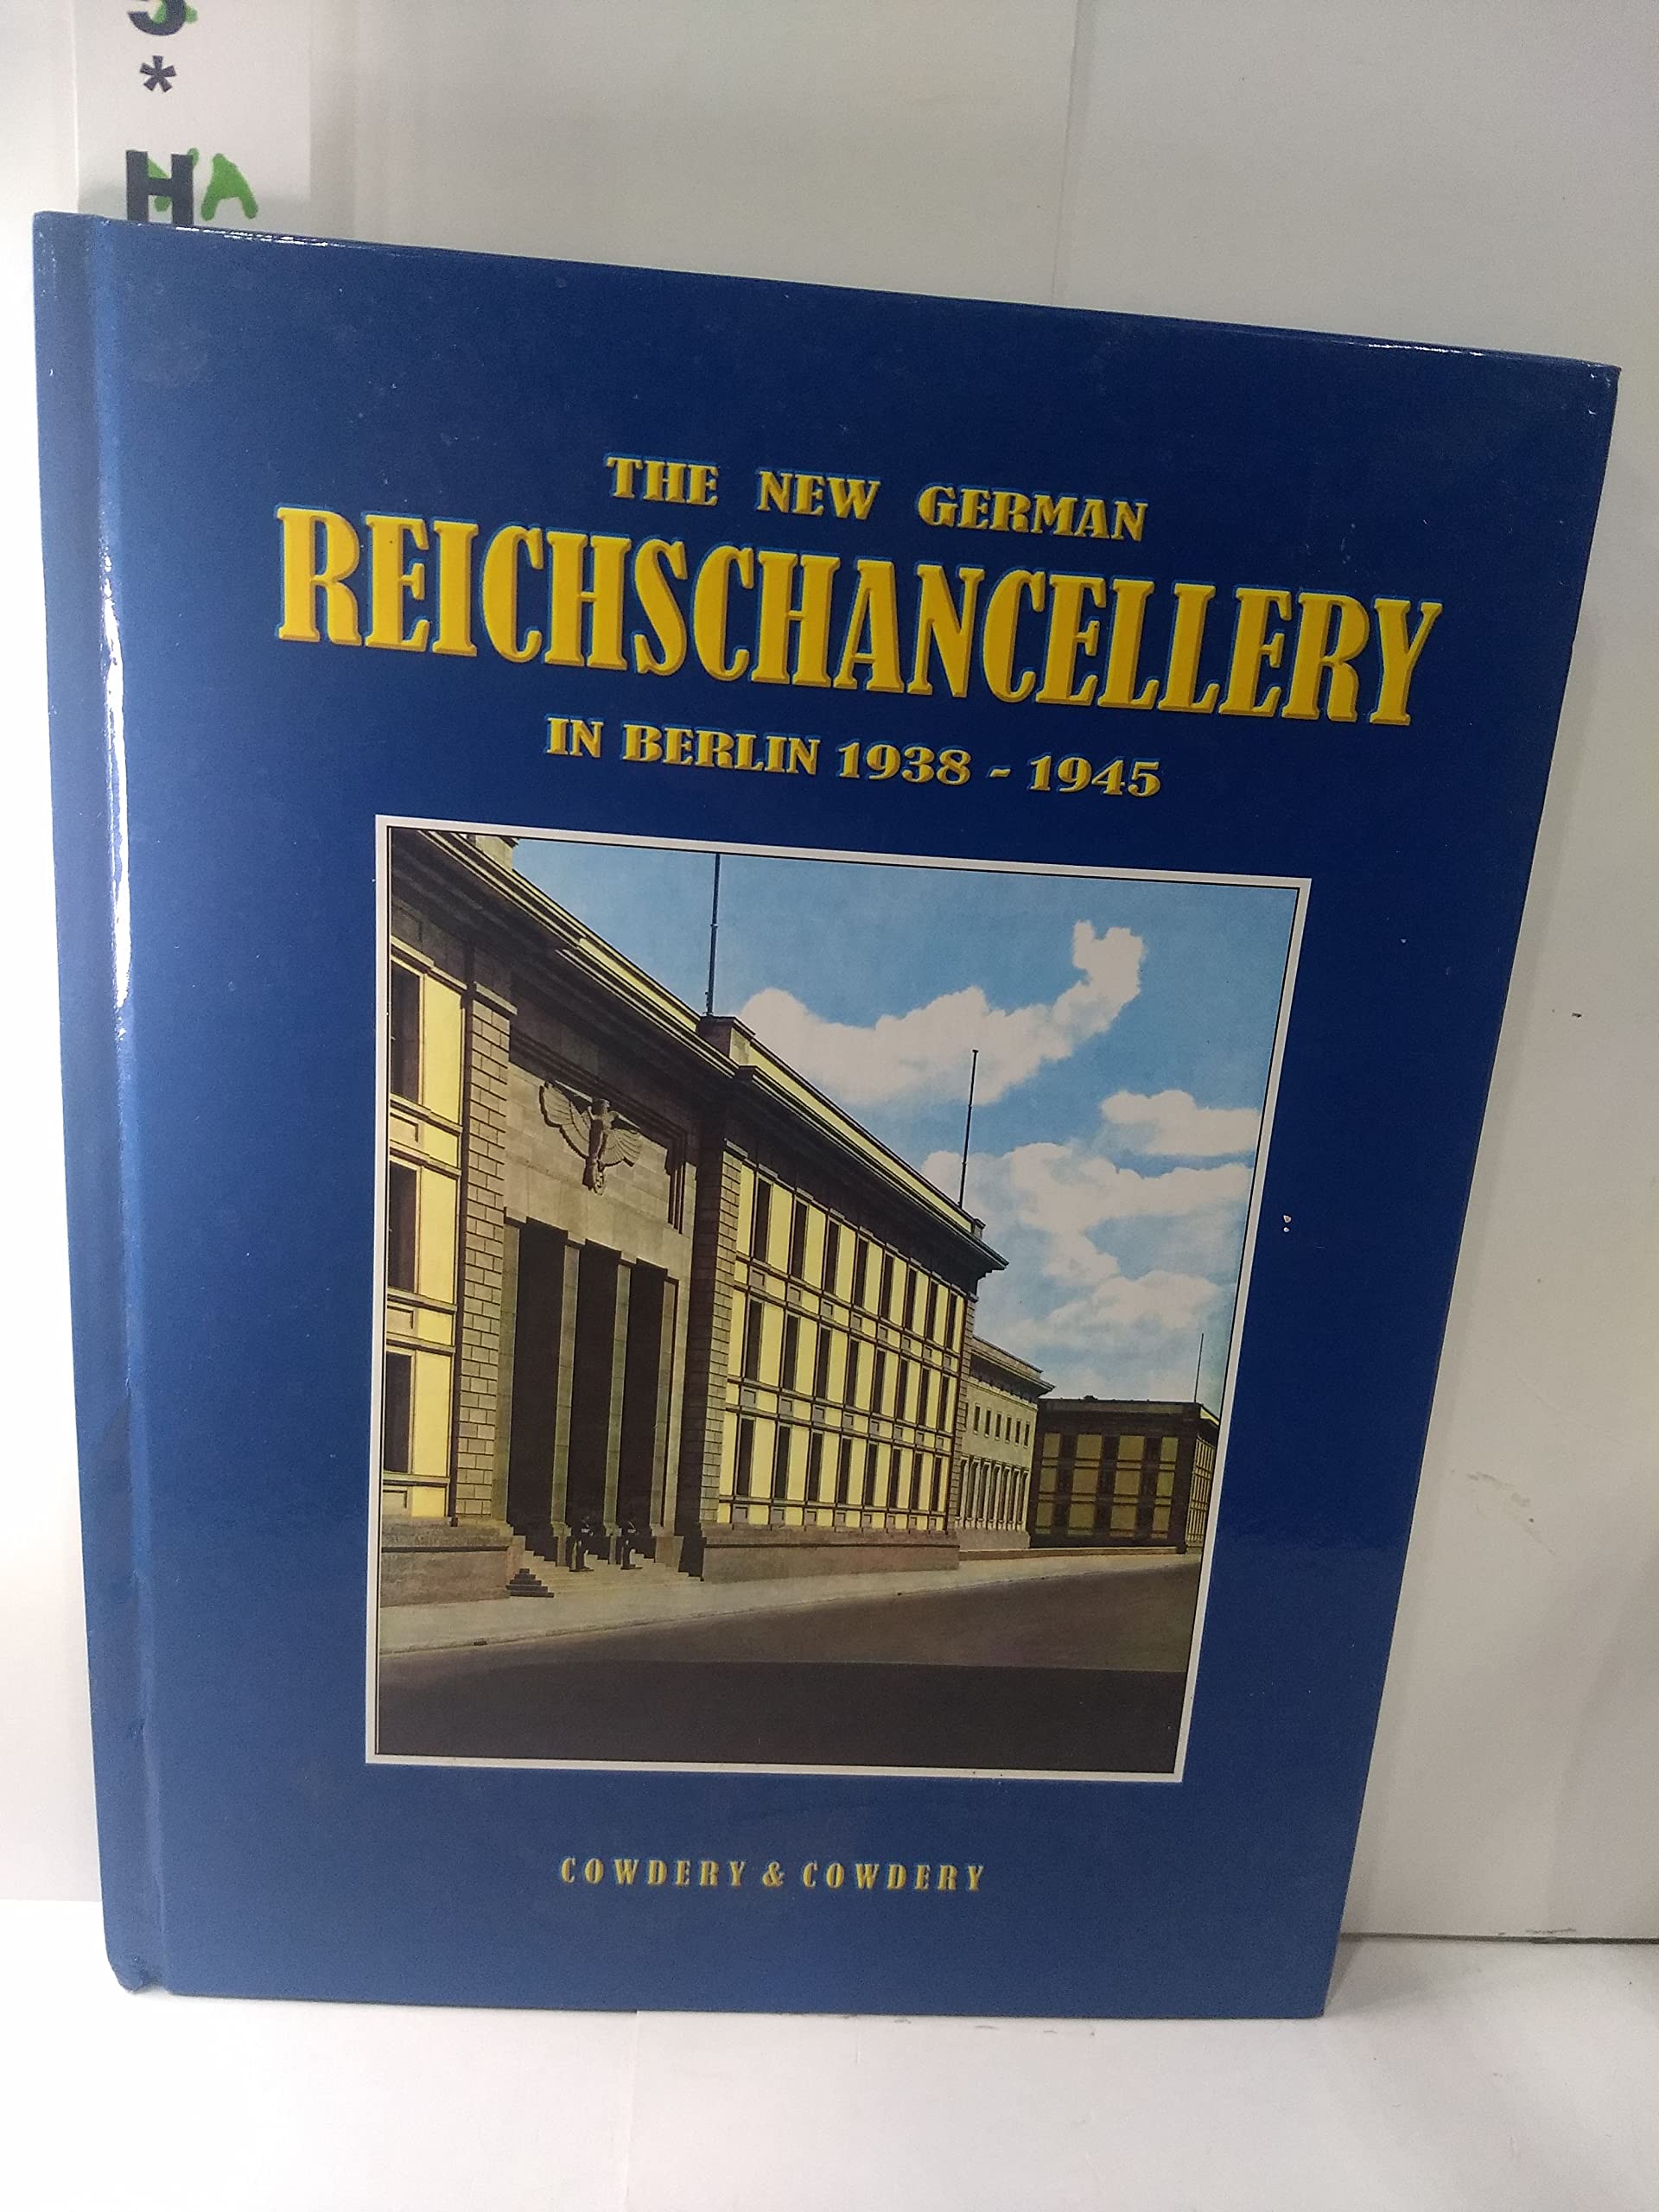 *
H A
THE NEW GERMAN
REICHSCHANCELLERY
IN BERLIN 1938 - 1945
COWDERY & COWDERY